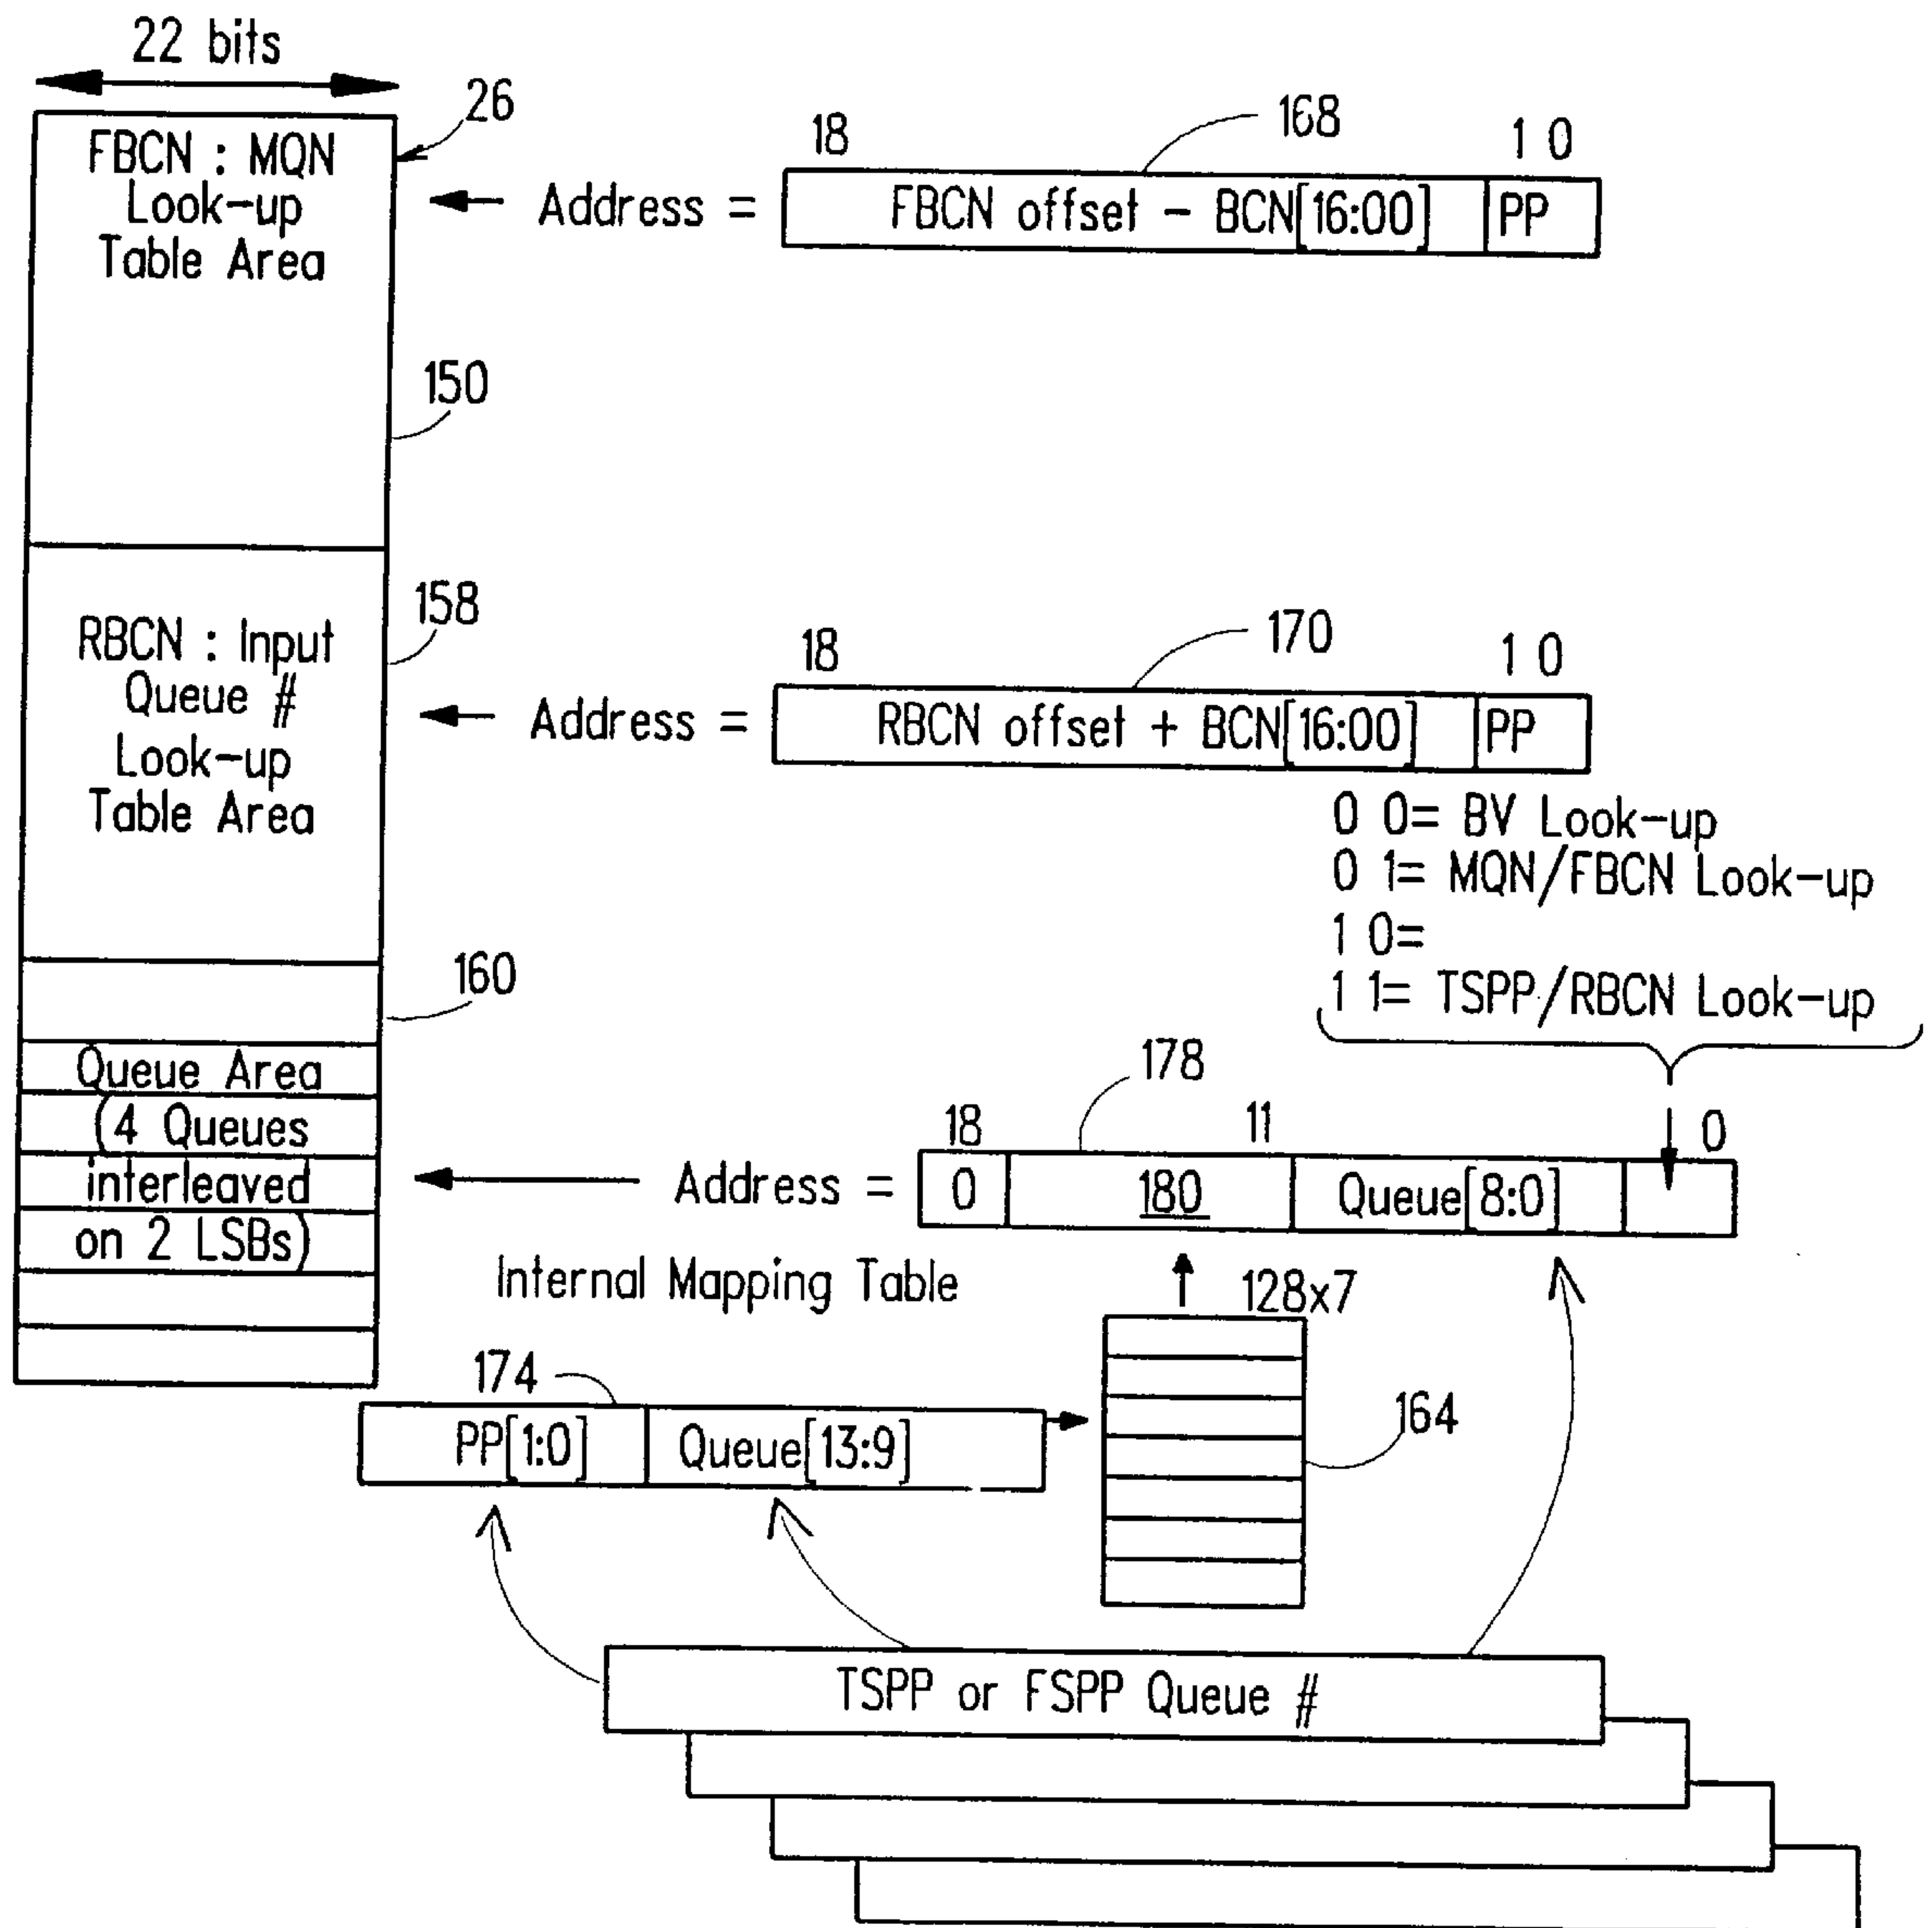 22 bits
26
FBCN : MQN
Look-up
Table Area
18
168
1 0
Address =
FBCN offset - BCN[16:00]
PP
150
158
RBCN : Input
Queue #
Look-up
Table Area
18
170
1 0
Address =
RBCN offset + BCN[16:00]
PP
0 0= BV Look-up
0 1= MQN/FBCN Look-up
1 0=
1 1= TSPP/RBCN Look-up
160
Queue Area
(4 Queues
interleaved
on 2 LSBs)
178
18
11
0
Address =
0
180
Queue[8:0]
Internal Mapping Table
128x7
174
PP[1:0]
Queue[13:9]
164
TSPP or FSPP Queue #